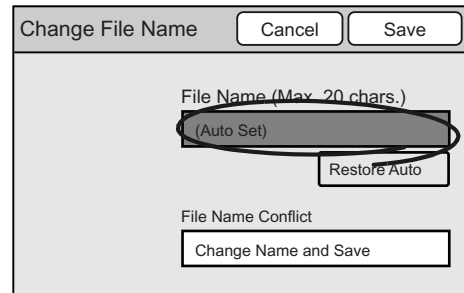 Change File Name Cancel Save
File Name (Max. 20 chars.)
(Auto Set)
Restore Auto
File Name Conflict
Change Name and Save